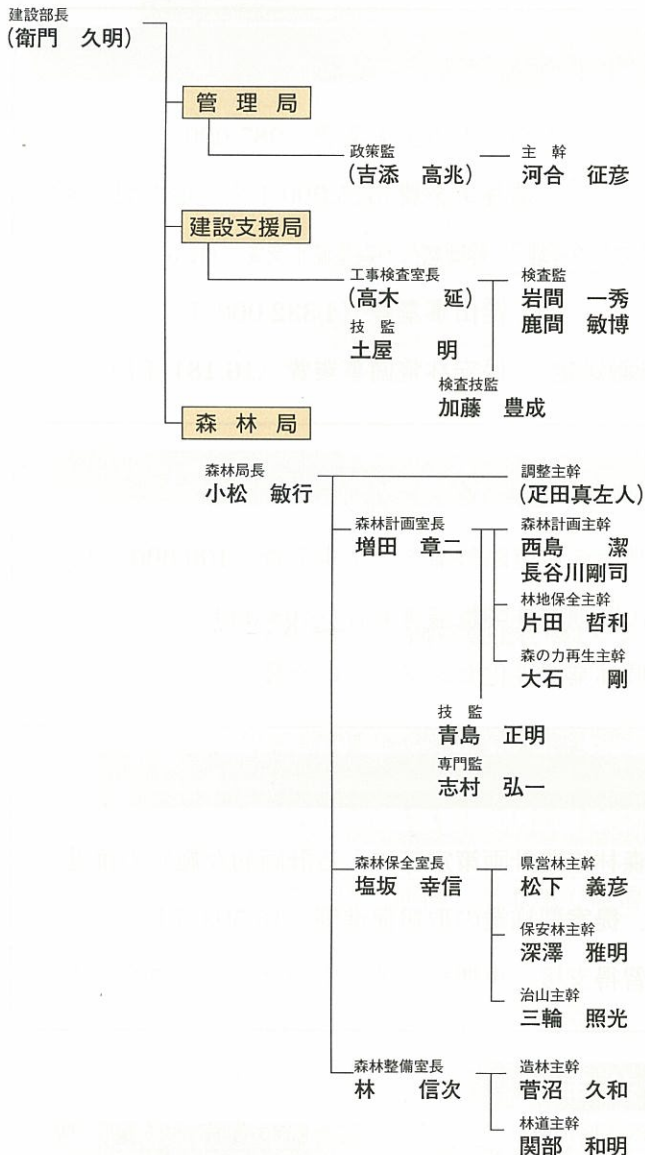 建設部長
(衛門　久明)
管理局
政策監
(吉添　高兆)
主幹
河合　征彦
建設支援局
工事検査室長
(高木　　延)
技監
土屋　　明
検査監
岩間　一秀
鹿間　敏博
検査技監
加藤　豊成
森林局
森林局長
小松　敏行
調整主幹
(疋田真左人)
森林計画室長
増田　章二
森林計画主幹
西島　　潔
長谷川剛司
林地保全主幹
片田　哲利
森の力再生主幹
大石　　剛
技監
青島　正明
専門監
志村　弘一
森林保全室長
塩坂　幸信
県営林主幹
松下　義彦
保安林主幹
深澤　雅明
治山主幹
三輪　照光
森林整備室長
林　　信次
造林主幹
菅沼　久和
林道主幹
関部　和明